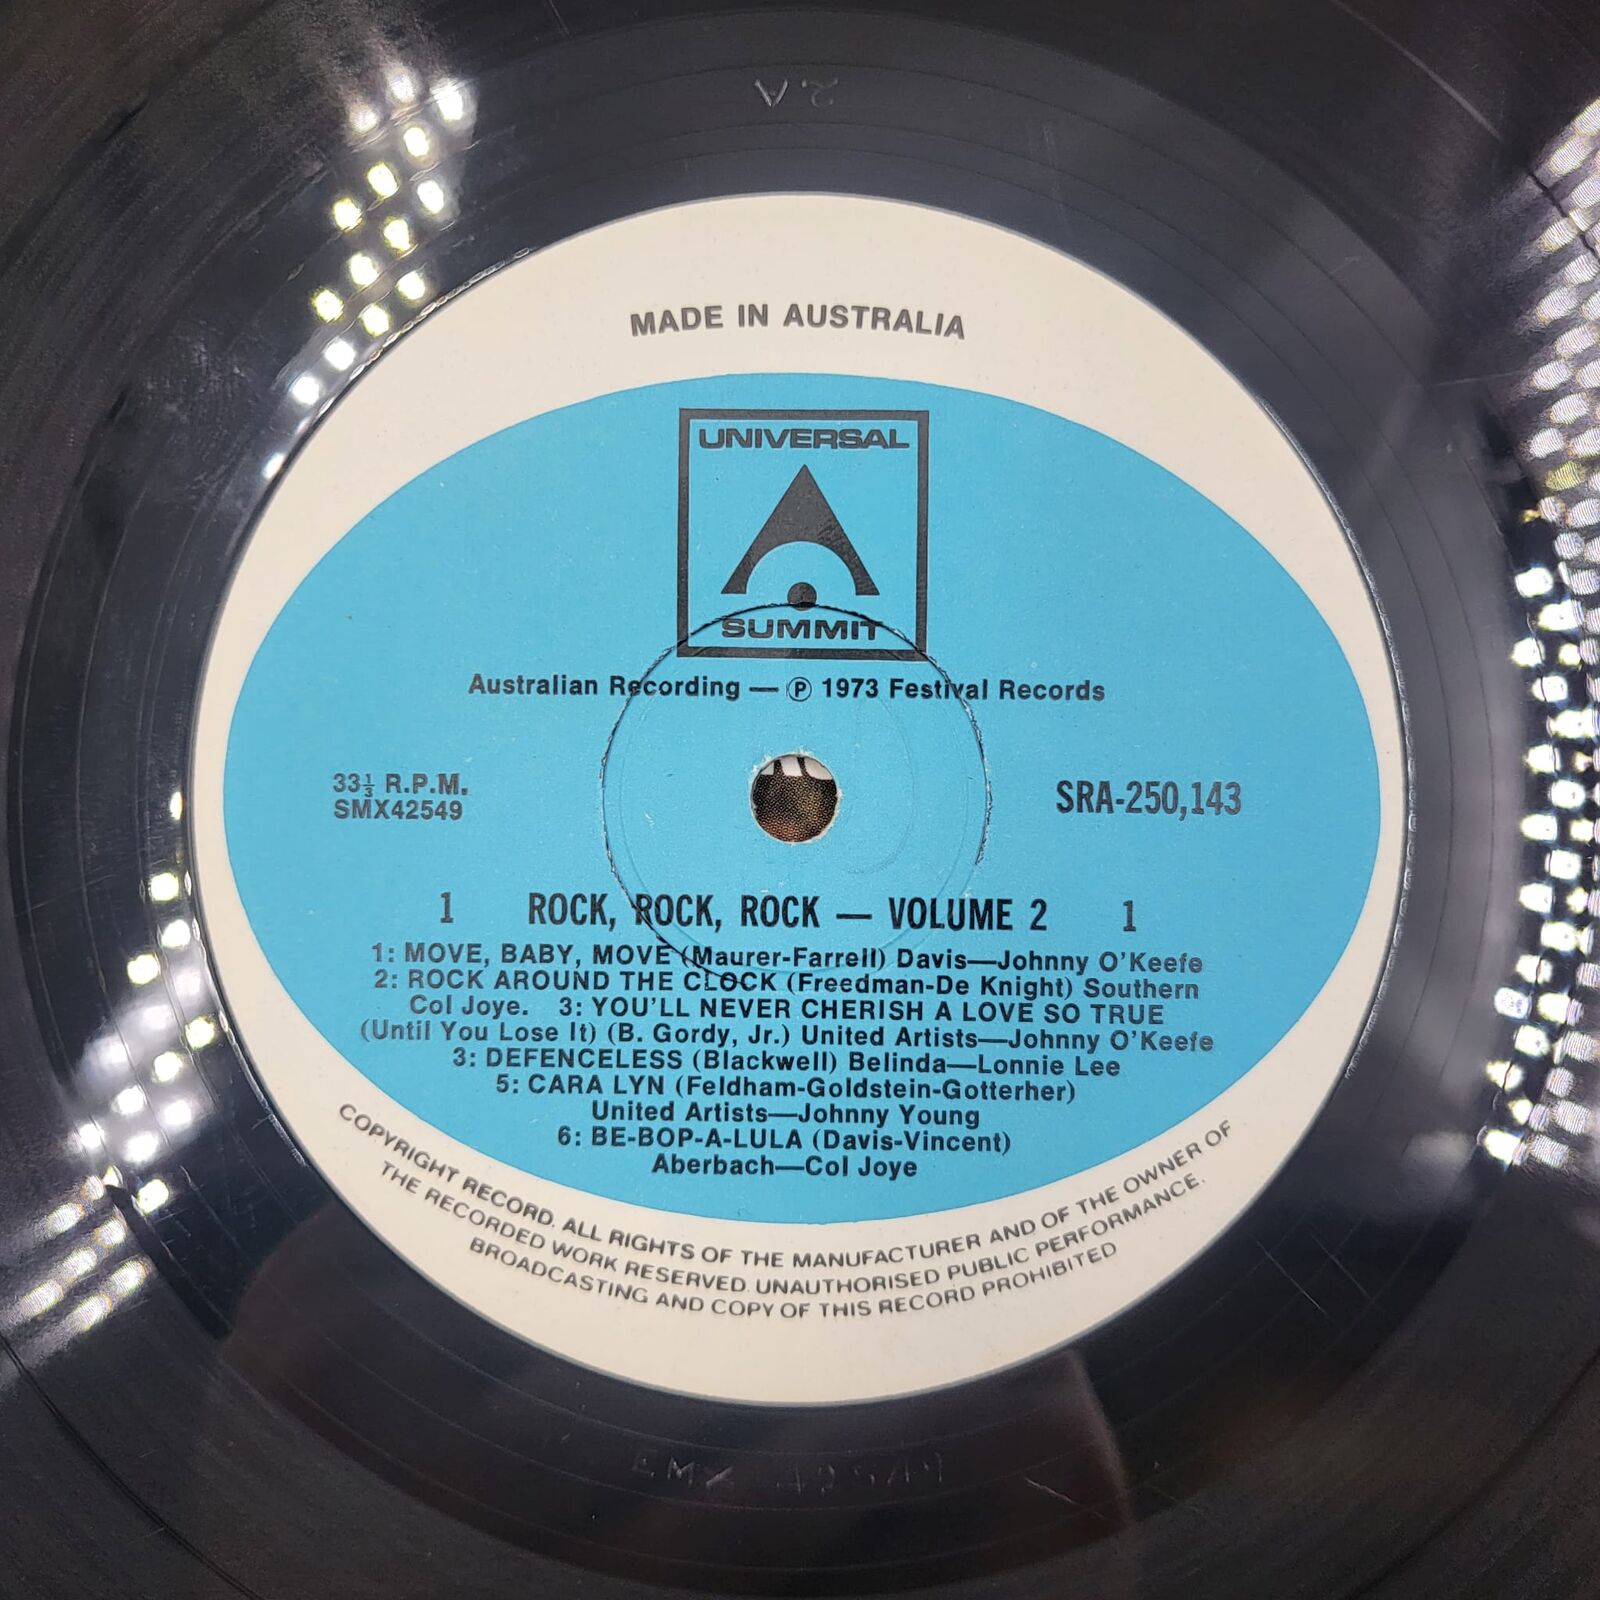 2A
MADE IN AUSTRALIA
UNIVERSAL
SUMMIT
Australian Recording — Ⓟ 1973 Festival Records
33⅓ R.P.M.
SMX42549
SRA-250,143
1 ROCK, ROCK, ROCK — VOLUME 2 1
1: MOVE, BABY, MOVE (Maurer-Farrell) Davis—Johnny O'Keefe
2: ROCK AROUND THE CLOCK (Freedman-De Knight) Southern
Col Joye. 3: YOU'LL NEVER CHERISH A LOVE SO TRUE
(Until You Lose It) (B. Gordy, Jr.) United Artists—Johnny O'Keefe
3: DEFENCELESS (Blackwell) Belinda—Lonnie Lee
5: CARA LYN (Feldham-Goldstein-Gotterher)
United Artists—Johnny Young
6: BE-BOP-A-LULA (Davis-Vincent)
Aberbach—Col Joye
COPYRIGHT RECORD. ALL RIGHTS OF THE MANUFACTURER AND OF THE OWNER OF
THE RECORDED WORK RESERVED. UNAUTHORISED PUBLIC PERFORMANCE.
BROADCASTING AND COPY OF THIS RECORD PROHIBITED